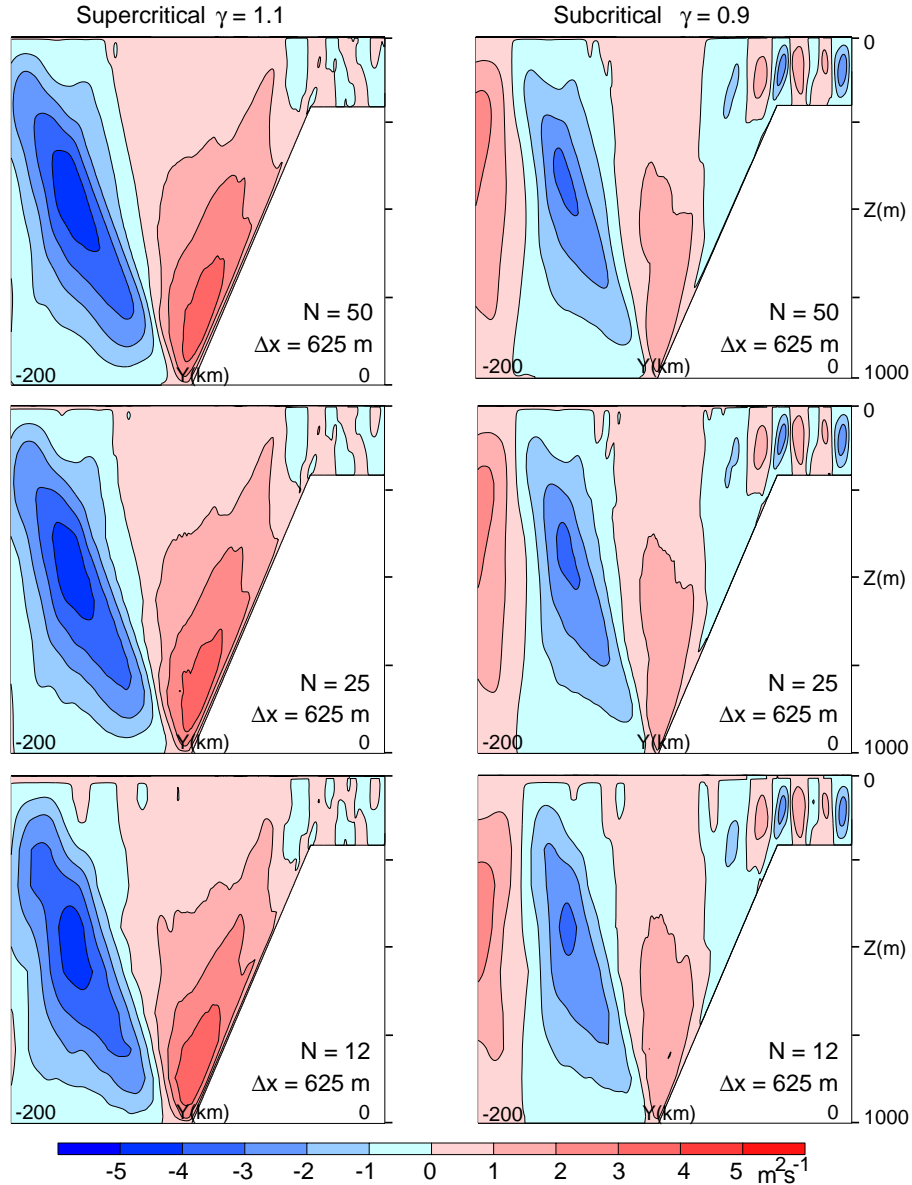 Supercritical γ = 1.1
Subcritical γ = 0.9
N = 50
Δx = 625 m
-200 Y(km) 0
0
Z(m)
N = 50
Δx = 625 m
-200 Y(km) 0 1000
N = 25
Δx = 625 m
-200 Y(km) 0
0
Z(m)
N = 25
Δx = 625 m
-200 Y(km) 0 1000
N = 12
Δx = 625 m
-200 Y(km) 0
0
Z(m)
N = 12
Δx = 625 m
-200 Y(km) 0 1000
-5 -4 -3 -2 -1 0 1 2 3 4 5 m² s⁻¹